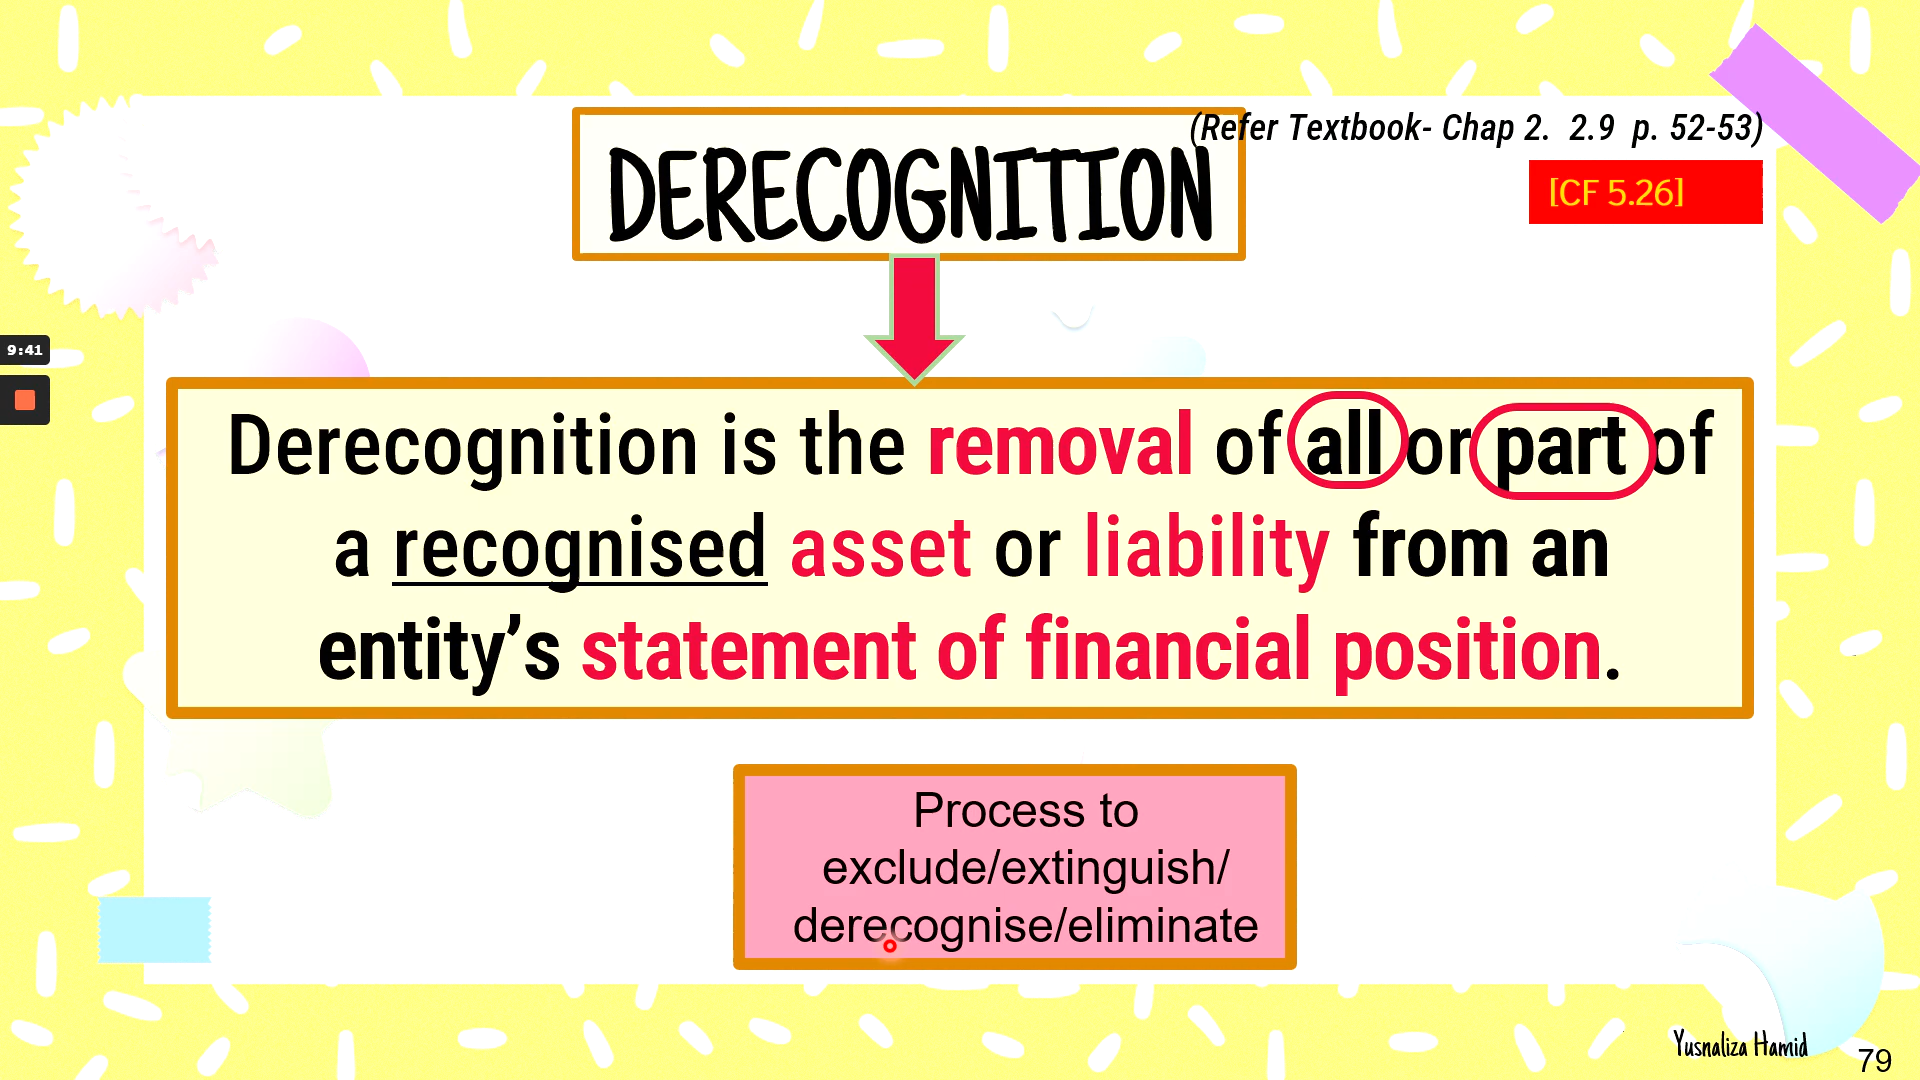 (Refer Textbook- Chap 2.  2.9  p. 52-53)
DERECOGNITION
[CF 5.26]
9:41
Derecognition is the removal of all or part of
a recognised asset or liability from an
entity’s statement of financial position.
Process to
exclude/extinguish/
derecognise/eliminate
Yusnaliza Hamid
79